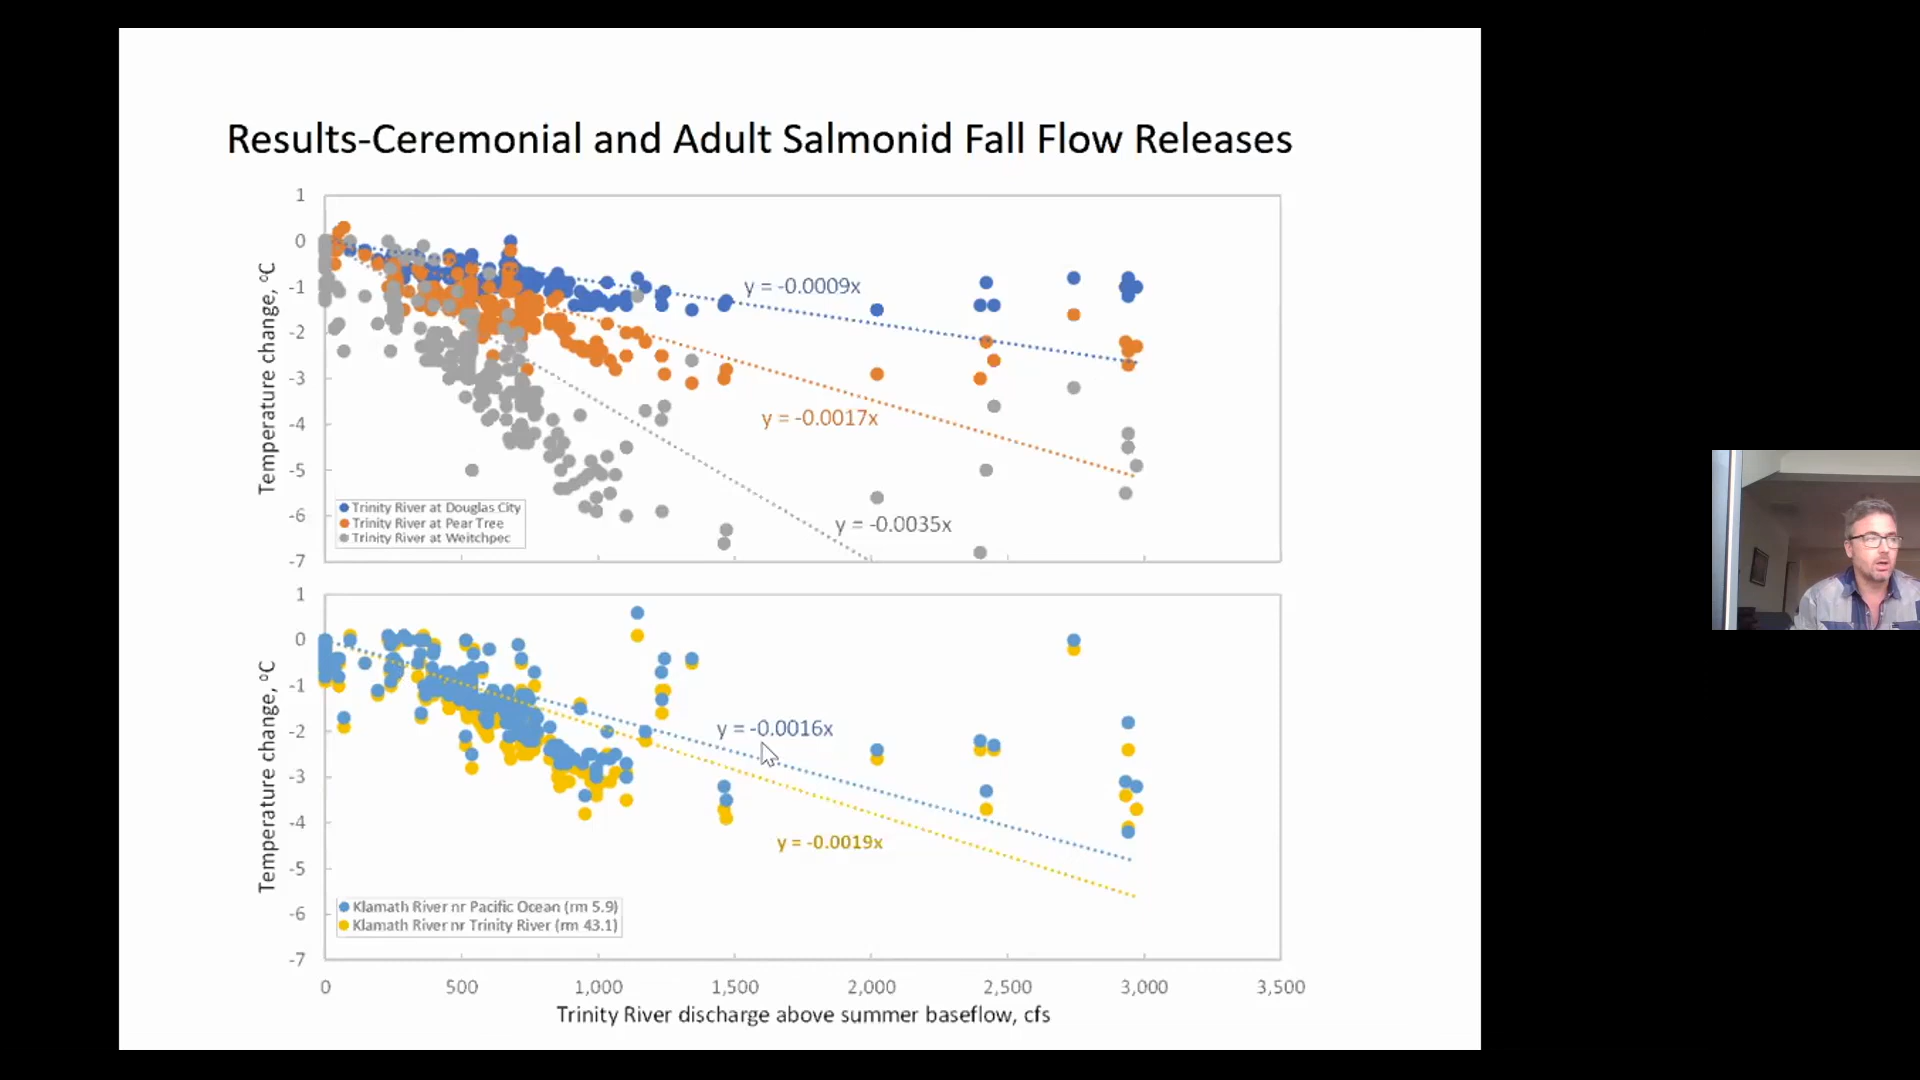 Results-Ceremonial and Adult Salmonid Fall Flow Releases
1
0
-1
-2
-3
-4
-5
-6
-7
Temperature change, ºC
y = -0.0009x
y = -0.0017x
y = -0.0035x
Trinity River at Douglas City
Trinity River at Pear Tree
Trinity River at Weitchpec
1
0
-1
-2
-3
-4
-5
-6
-7
Temperature change, ºC
y = -0.0016x
y = -0.0019x
Klamath River nr Pacific Ocean (rm 5.9)
Klamath River nr Trinity River (rm 43.1)
0 500 1,000 1,500 2,000 2,500 3,000 3,500
Trinity River discharge above summer baseflow, cfs